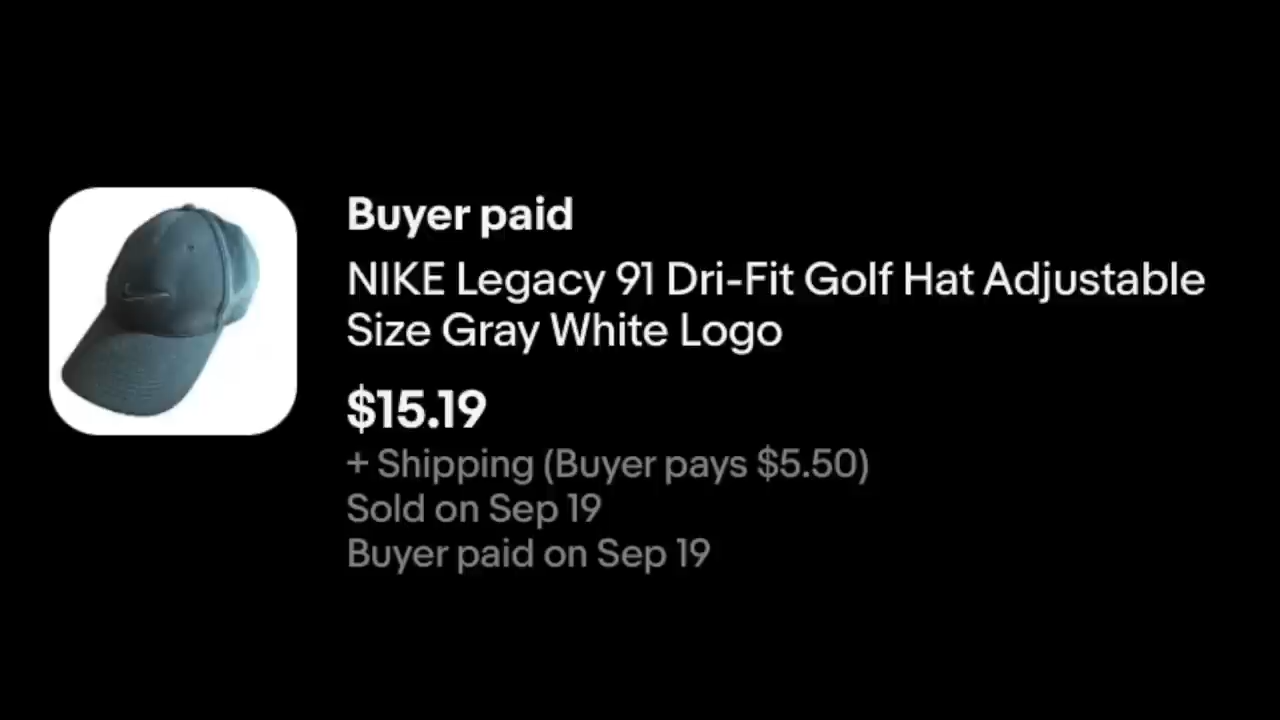 Buyer paid
NIKE Legacy 91 Dri-Fit Golf Hat Adjustable
Size Gray White Logo
$15.19
+ Shipping (Buyer pays $5.50)
Sold on Sep 19
Buyer paid on Sep 19